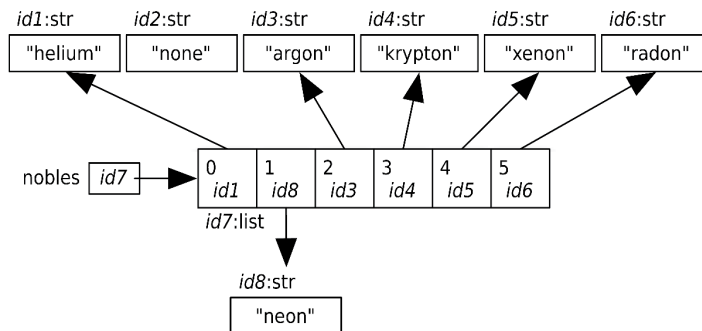 id1:str id2:str id3:str id4:str id5:str id6:str
"helium" "none" "argon" "krypton" "xenon" "radon"
0 1 2 3 4 5
nobles id7 id1 id8 id3 id4 id5 id6
id7:list
id8:str
"neon"